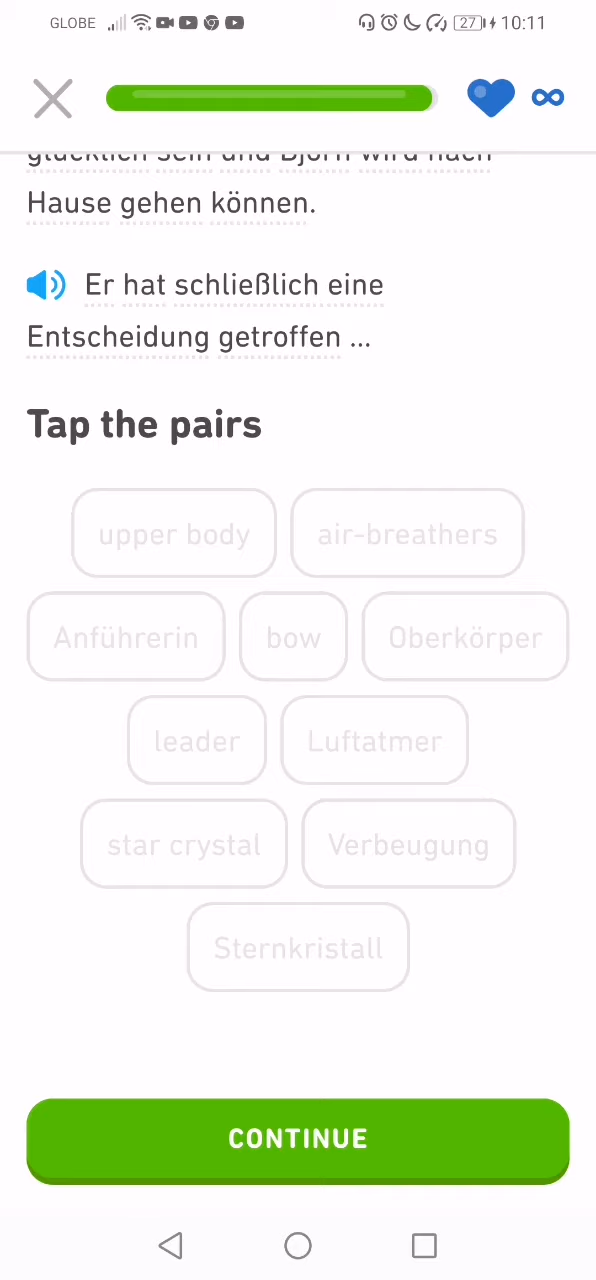 GLOBE 27 10:11
glücklich sein und Björn wird nach
Hause gehen können.
Er hat schließlich eine
Entscheidung getroffen ...
Tap the pairs
upper body air-breathers
Anführerin bow Oberkörper
leader Luftatmer
star crystal Verbeugung
Sternkristall
CONTINUE